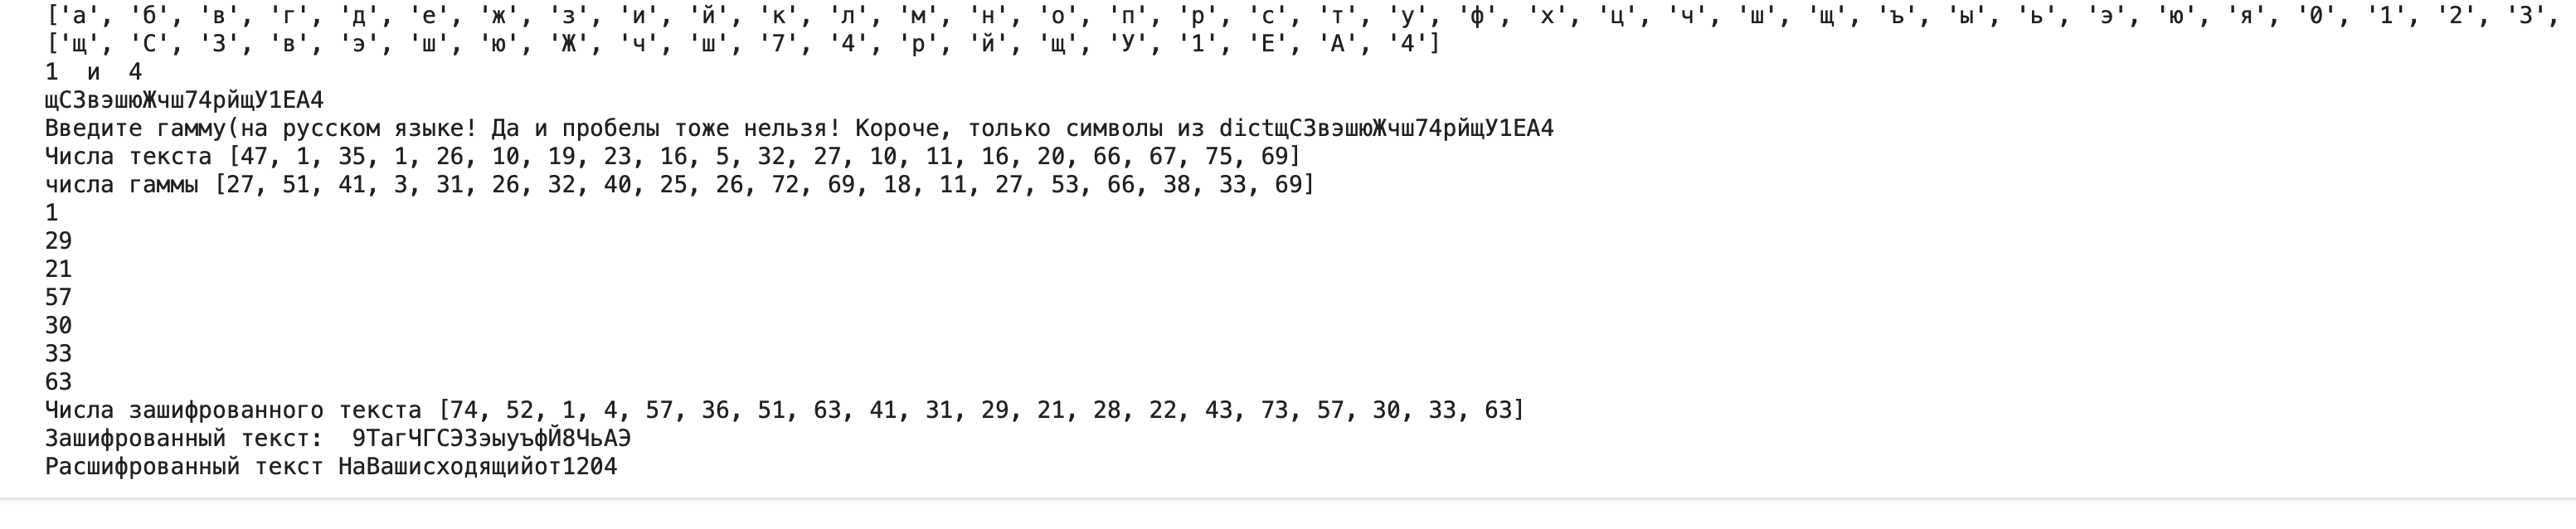 ['а', 'б', 'в', 'г', 'д', 'е', 'ж', 'з', 'и', 'й', 'к', 'л', 'м', 'н', 'о', 'п', 'р', 'с', 'т', 'у', 'ф', 'х', 'ц', 'ч', 'ш', 'щ', 'ъ', 'ы', 'ь', 'э', 'ю', 'я', '0', '1', '2', '3',
['щ', 'С', 'З', 'в', 'э', 'ш', 'ю', 'Ж', 'ч', 'ш', '7', '4', 'р', 'й', 'щ', 'У', '1', 'Е', 'А', '4']
1  и  4
щСЗвэшюЖчш74рйщУ1ЕА4
Введите гамму(на русском языке! Да и пробелы тоже нельзя! Короче, только символы из dictщСЗвэшюЖчш74рйщУ1ЕА4
Числа текста [47, 1, 35, 1, 26, 10, 19, 23, 16, 5, 32, 27, 10, 11, 16, 20, 66, 67, 75, 69]
числа гаммы [27, 51, 41, 3, 31, 26, 32, 40, 25, 26, 72, 69, 18, 11, 27, 53, 66, 38, 33, 69]
1
29
21
57
30
33
63
Числа зашифрованного текста [74, 52, 1, 4, 57, 36, 51, 63, 41, 31, 29, 21, 28, 22, 43, 73, 57, 30, 33, 63]
Зашифрованный текст:  9ТагЧГСЭЗэыуъфЙ8ЧьАЭ
Расшифрованный текст НаВашисходящийот1204